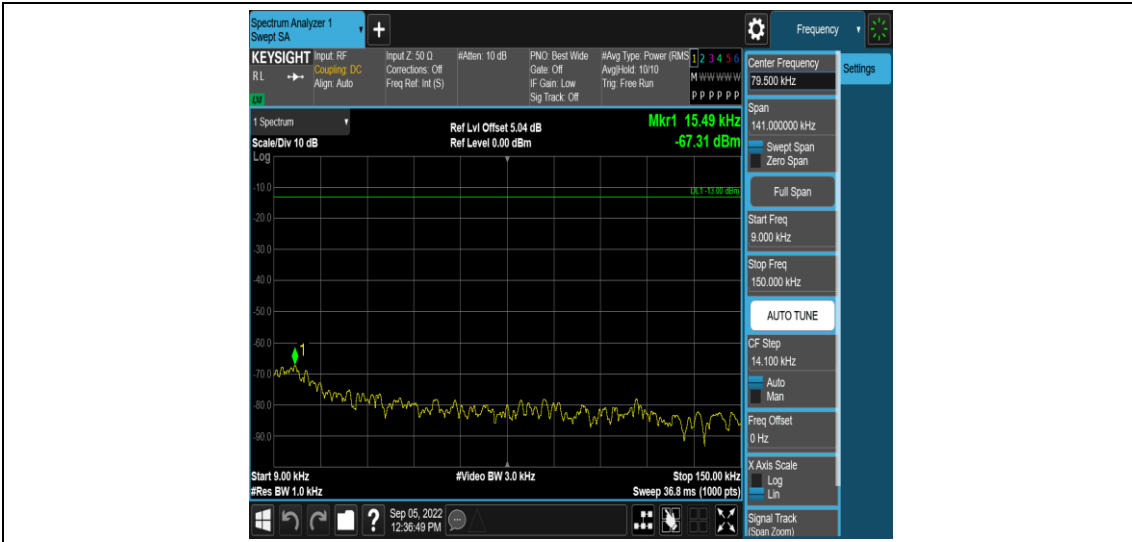 Spectrum Analyzer 1
Swept SA
+
Frequency
KEYSIGHT
RL
LXI
Input: RF
Coupling: DC
Align: Auto
Input Z: 50 Ω
Corrections: Off
Freq Ref: Int (S)
#Atten: 10 dB
PNO: Best Wide
Gate: Off
IF Gain: Low
Sig Track: Off
#Avg Type: Power (RMS
Avg|Hold: 10/10
Trig: Free Run
1 2 3 4 5 6
M W W W W W
P P P P P P
1 Spectrum
Scale/Div 10 dB
Log
Ref Lvl Offset 5.04 dB
Ref Level 0.00 dBm
Mkr1 15.49 kHz
-67.31 dBm
DL1 -13.00 dBm
-10.0
-20.0
-30.0
-40.0
-50.0
-60.0
1
-70.0
-80.0
-90.0
Start 9.00 kHz
#Res BW 1.0 kHz
#Video BW 3.0 kHz
Stop 150.00 kHz
Sweep 36.8 ms (1000 pts)
?
Sep 05, 2022
12:36:49 PM
Center Frequency
79.500 kHz
Settings
Span
141.000000 kHz
Swept Span
Zero Span
Full Span
Start Freq
9.000 kHz
Stop Freq
150.000 kHz
AUTO TUNE
CF Step
14.100 kHz
Auto
Man
Freq Offset
0 Hz
X Axis Scale
Log
Lin
Signal Track
(Span Zoom)